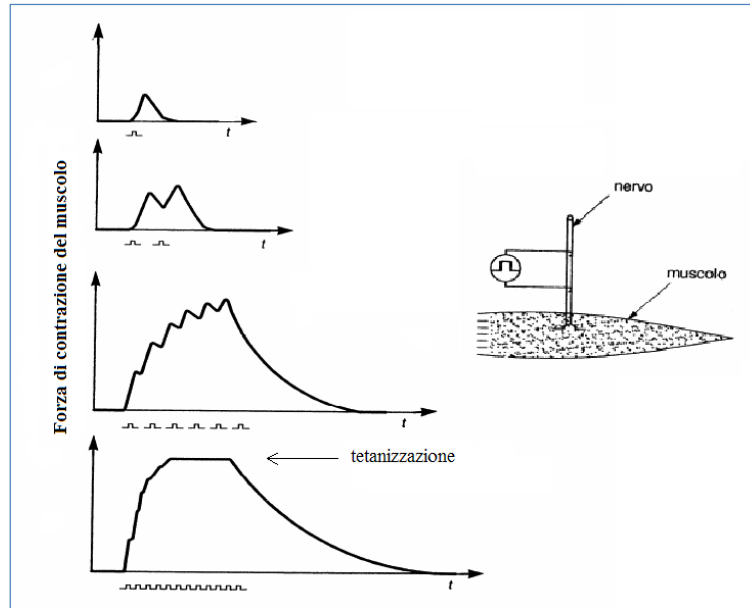 Forza di contrazione del muscolo
t
t
t
t
tetanizzazione
nervo
muscolo